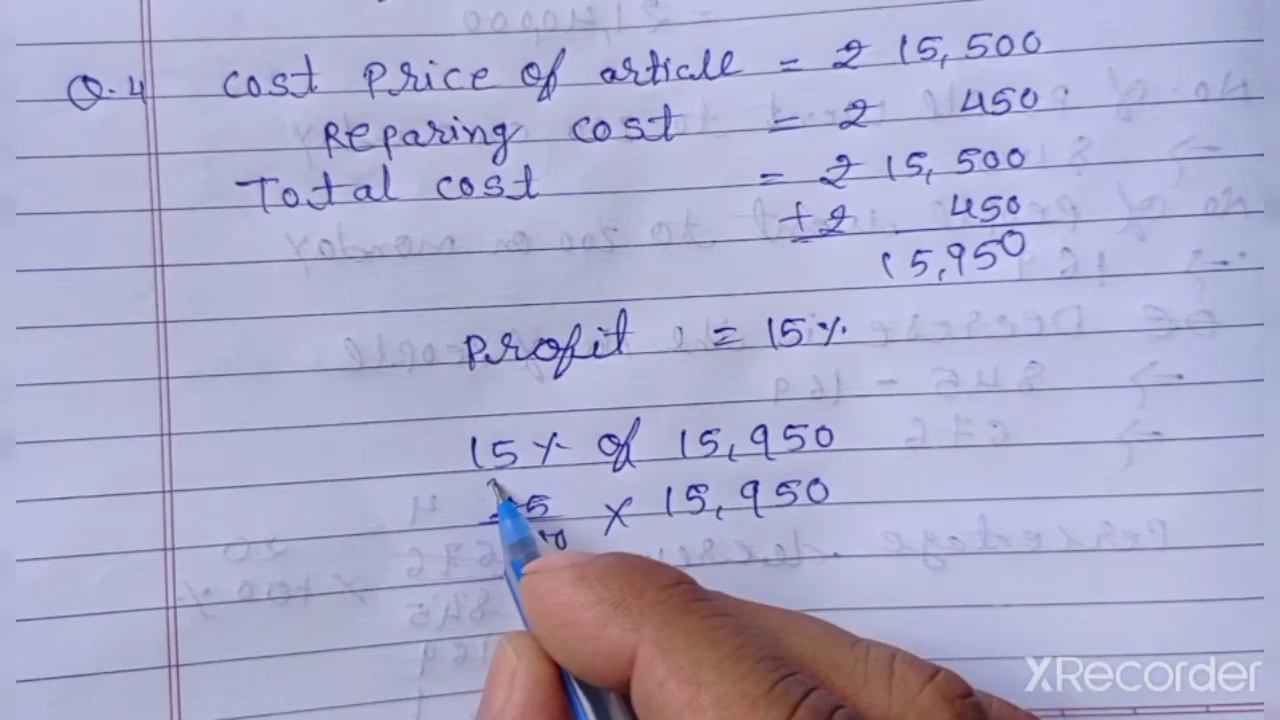 Q.4 Cost Price of article = ₹ 15,500
Reparing cost = ₹ 450
Total cost = ₹ 15,500
+ ₹ 450
15,950
Profit = 15%
15% of 15,950
× 15,950
XRecorder